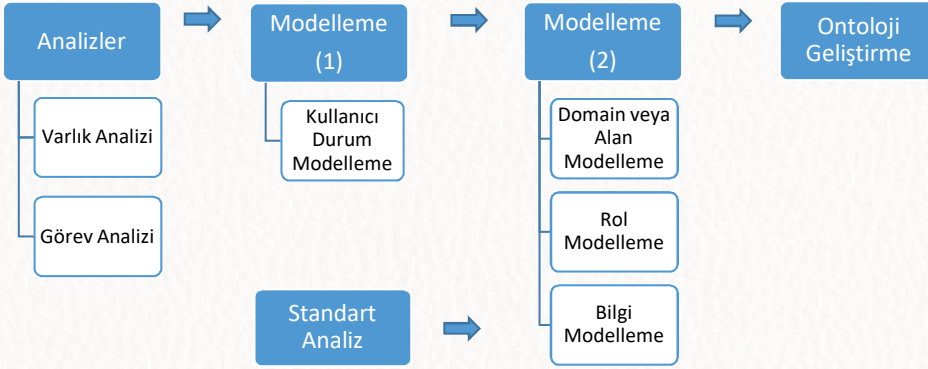 Analizler
Varlık Analizi
Görev Analizi
Modelleme
(1)
Kullanıcı
Durum
Modelleme
Standart
Analiz
Modelleme
(2)
Domain veya
Alan
Modelleme
Rol
Modelleme
Bilgi
Modelleme
Ontoloji
Geliştirme